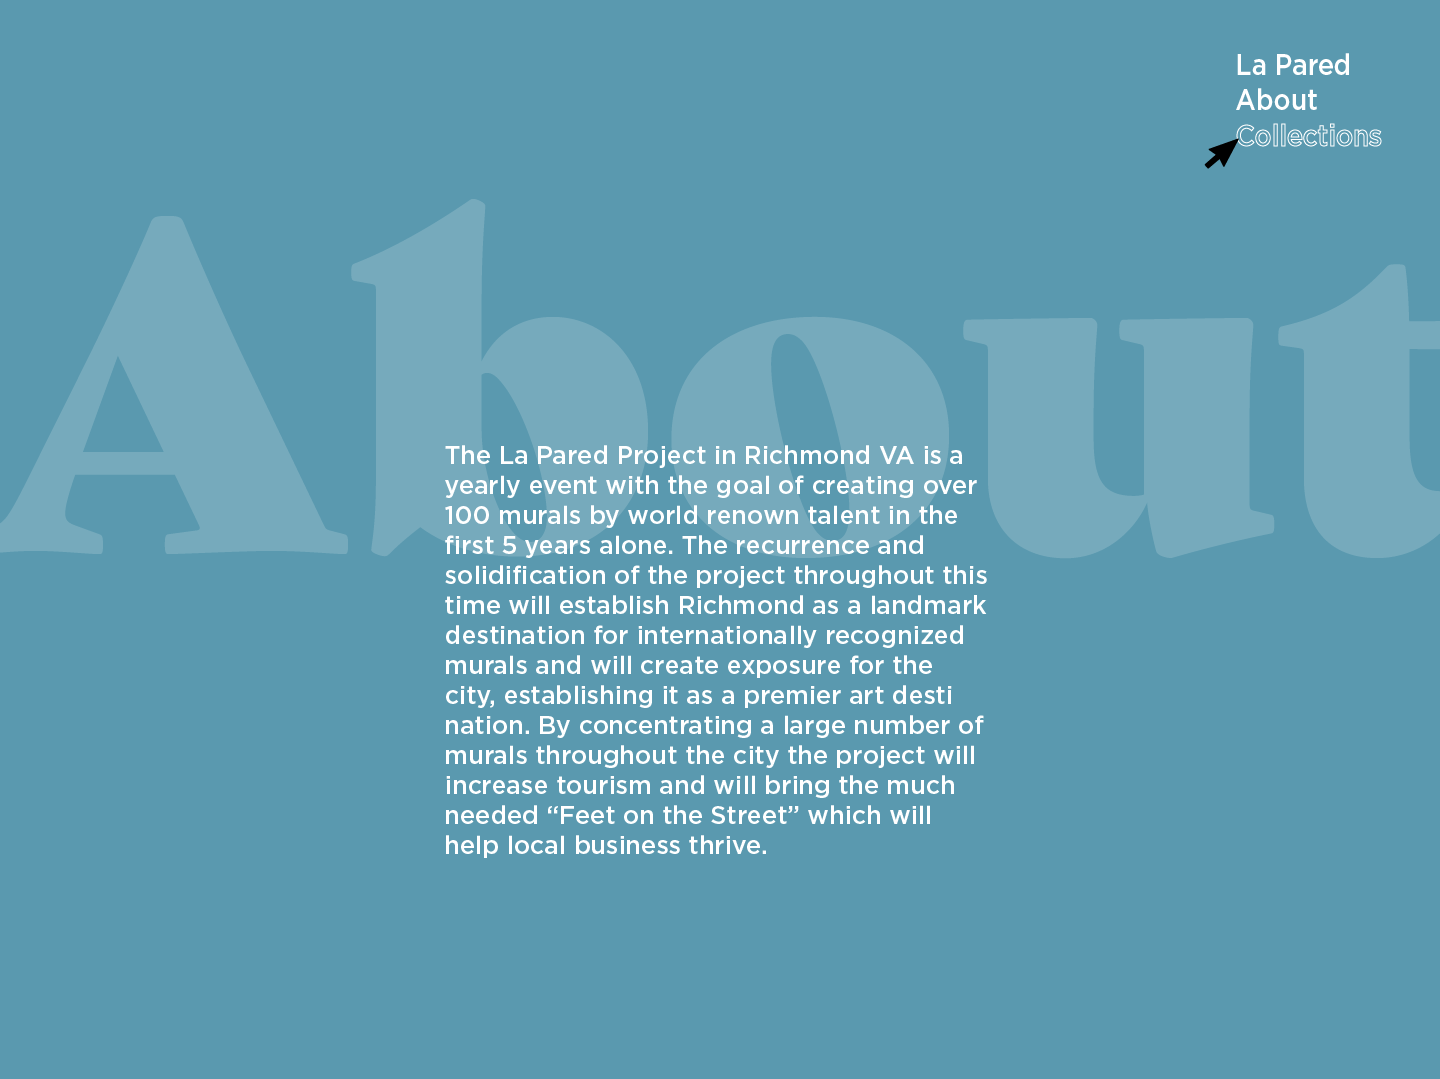 La Pared
About
Collections
About
The La Pared Project in Richmond VA is a
yearly event with the goal of creating over
100 murals by world renown talent in the
first 5 years alone. The recurrence and
solidification of the project throughout this
time will establish Richmond as a landmark
destination for internationally recognized
murals and will create exposure for the
city, establishing it as a premier art desti
nation. By concentrating a large number of
murals throughout the city the project will
increase tourism and will bring the much
needed “Feet on the Street” which will
help local business thrive.